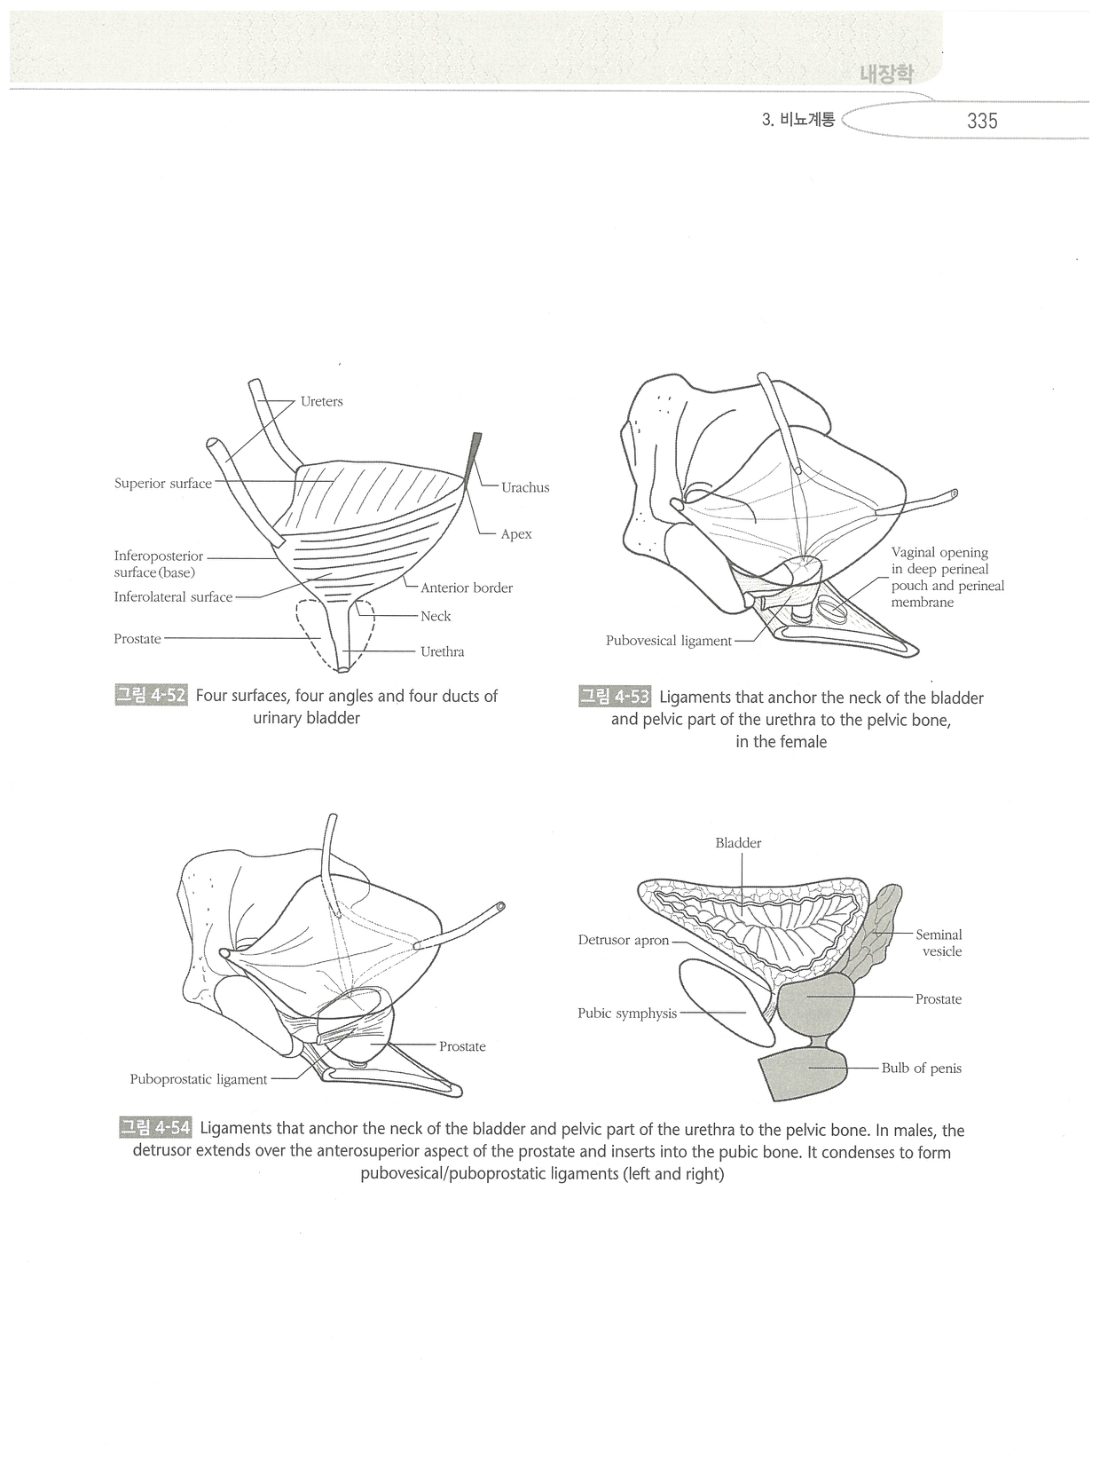 내장학
3. 비뇨계통
335
Ureters
Superior surface
Urachus
Apex
Inferoposterior
surface (base)
Inferolateral surface
Anterior border
Neck
Prostate
Urethra
그림 4-52 Four surfaces, four angles and four ducts of
urinary bladder
Vaginal opening
in deep perineal
pouch and perineal
membrane
Pubovesical ligament
그림 4-53 Ligaments that anchor the neck of the bladder
and pelvic part of the urethra to the pelvic bone,
in the female
Prostate
Puboprostatic ligament
Bladder
Detrusor apron
Seminal
vesicle
Prostate
Pubic symphysis
Bulb of penis
그림 4-54 Ligaments that anchor the neck of the bladder and pelvic part of the urethra to the pelvic bone. In males, the
detrusor extends over the anterosuperior aspect of the prostate and inserts into the pubic bone. It condenses to form
pubovesical/puboprostatic ligaments (left and right)